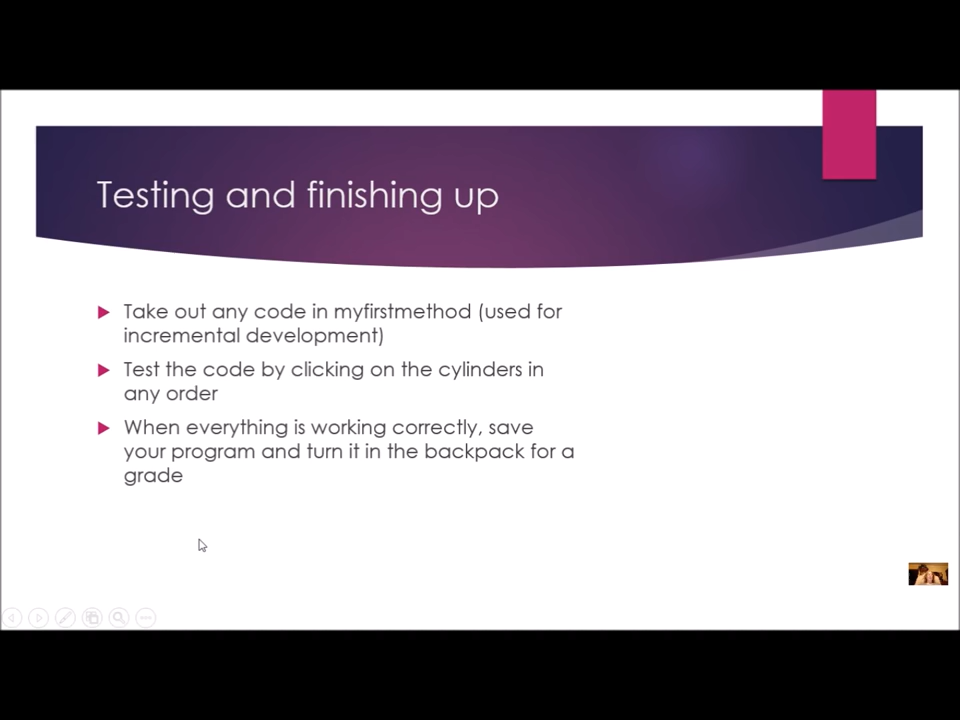 Testing and finishing up
Take out any code in myfirstmethod (used for
incremental development)
Test the code by clicking on the cylinders in
any order
When everything is working correctly, save
your program and turn it in the backpack for a
grade